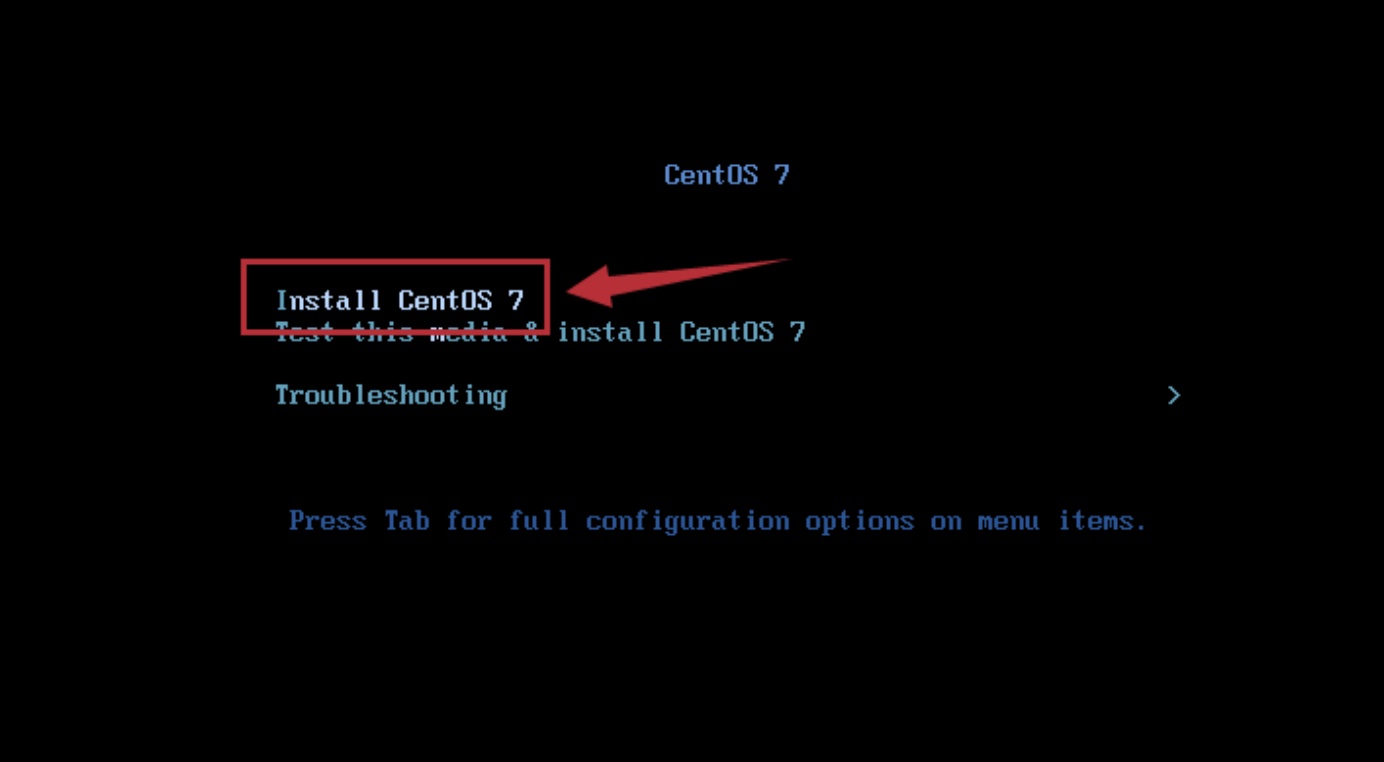 CentOS 7
Install CentOS 7
Test this media & install CentOS 7
Troubleshooting >
Press Tab for full configuration options on menu items.